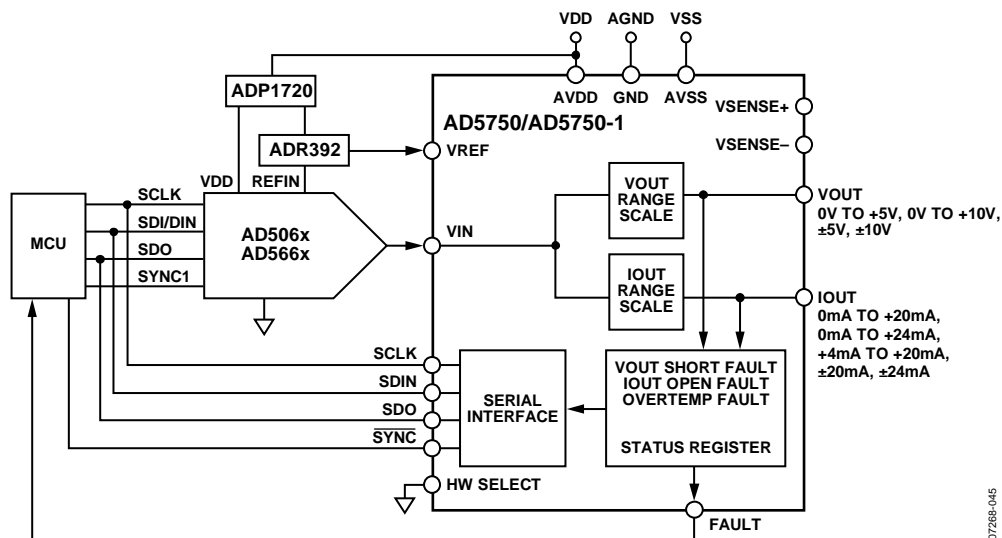 VDD AGND VSS
ADP1720
AVDD GND AVSS
VSENSE+
AD5750/AD5750-1
ADR392
VREF
VSENSE–
VDD REFIN
SCLK
SDI/DIN
SDO
SYNC1
MCU
AD506x
AD566x
VIN
VOUT
RANGE
SCALE
VOUT
0V TO +5V, 0V TO +10V,
±5V, ±10V
IOUT
RANGE
SCALE
IOUT
0mA TO +20mA,
0mA TO +24mA,
+4mA TO +20mA,
±20mA, ±24mA
SCLK
SDIN
SDO
SYNC
SERIAL
INTERFACE
VOUT SHORT FAULT
IOUT OPEN FAULT
OVERTEMP FAULT
STATUS REGISTER
HW SELECT
FAULT
07268-045